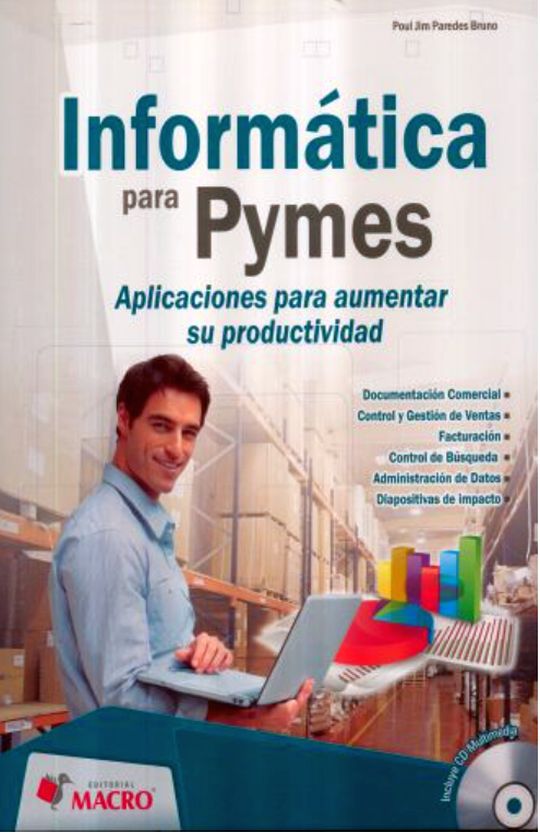 Poul Jim Paredes Bruno
Informática
para Pymes
Aplicaciones para aumentar
su productividad
Documentación Comercial
Control y Gestión de Ventas
Facturación
Control de Búsqueda
Administración de Datos
Diapositivas de impacto
Incluye CD Multimedia
EDITORIAL
MACRO